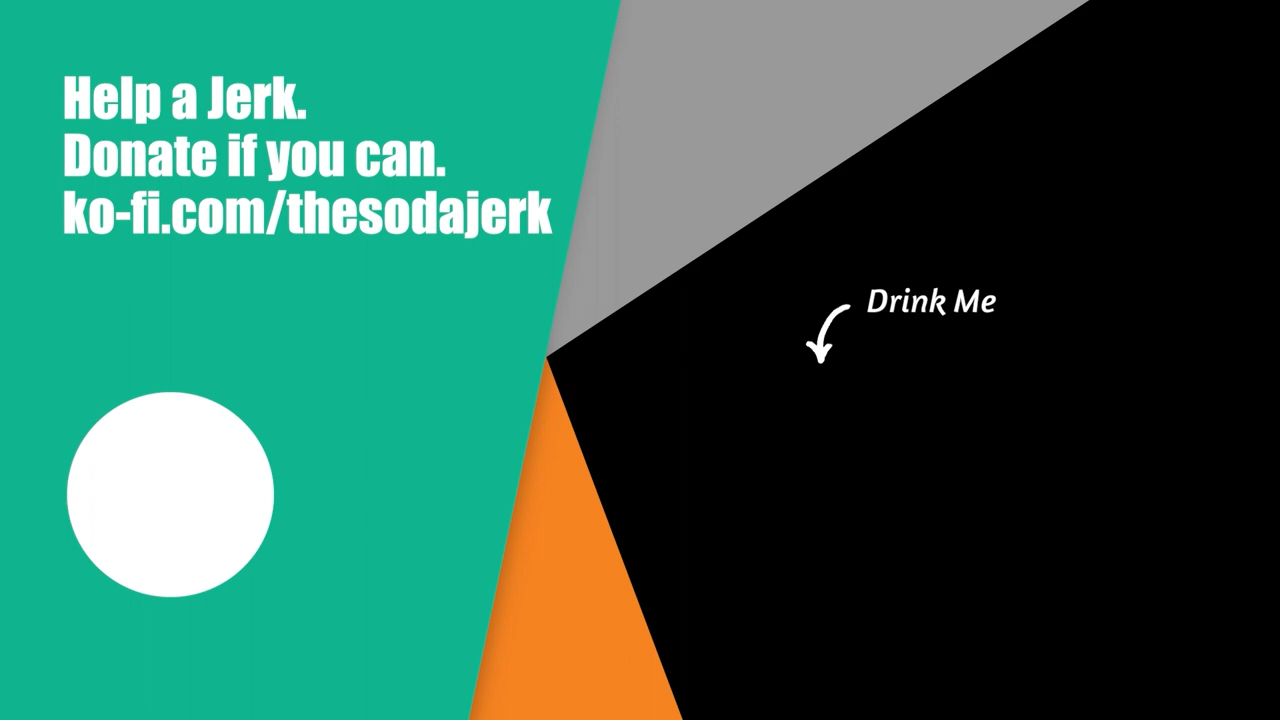 Help a Jerk.
Donate if you can.
ko-fi.com/thesodajerk
Drink Me